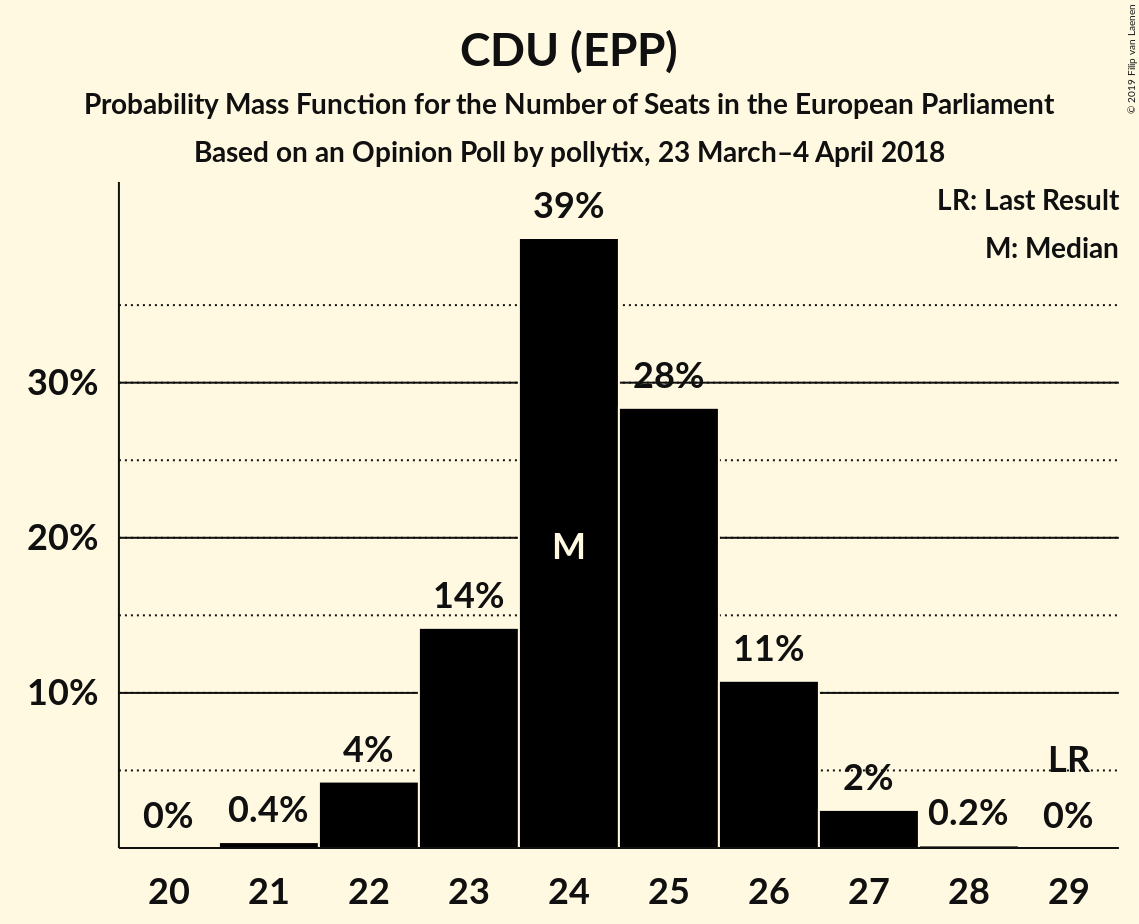 CDU (EPP)
Probability Mass Function for the Number of Seats in the European Parliament
Based on an Opinion Poll by pollytix, 23 March–4 April 2018
© 2019 Filip van Laenen
LR: Last Result
M: Median
39%
30%
28%
20%
M
14%
11%
10%
4%
LR
2%
0%
0.4%
0.2%
0%
20 21 22 23 24 25 26 27 28 29